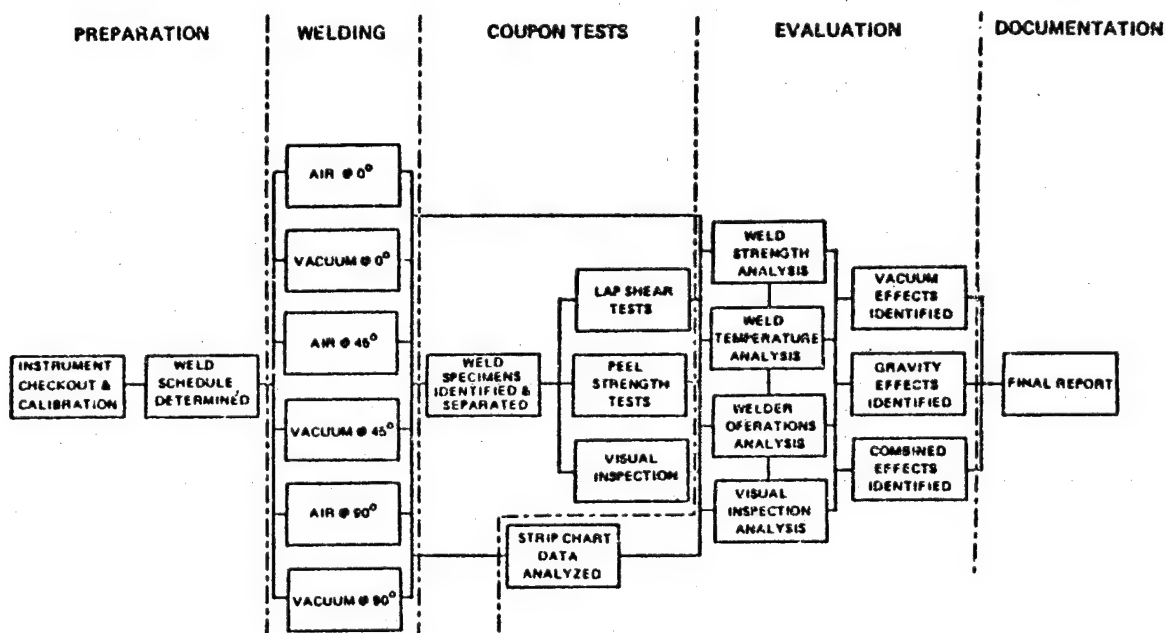 PREPARATION
WELDING
COUPON TESTS
EVALUATION
DOCUMENTATION
INSTRUMENT
CHECKOUT &
CALIBRATION
WELD
SCHEDULE
DETERMINED
AIR @ 0°
VACUUM @ 0°
AIR @ 45°
VACUUM @ 45°
AIR @ 90°
VACUUM @ 90°
WELD
SPECIMENS
IDENTIFIED &
SEPARATED
LAP SHEAR
TESTS
PEEL
STRENGTH
TESTS
VISUAL
INSPECTION
STRIP CHART
DATA
ANALYZED
WELD
STRENGTH
ANALYSIS
WELD
TEMPERATURE
ANALYSIS
WELDER
OPERATIONS
ANALYSIS
VISUAL
INSPECTION
ANALYSIS
VACUUM
EFFECTS
IDENTIFIED
GRAVITY
EFFECTS
IDENTIFIED
COMBINED
EFFECTS
IDENTIFIED
FINAL REPORT